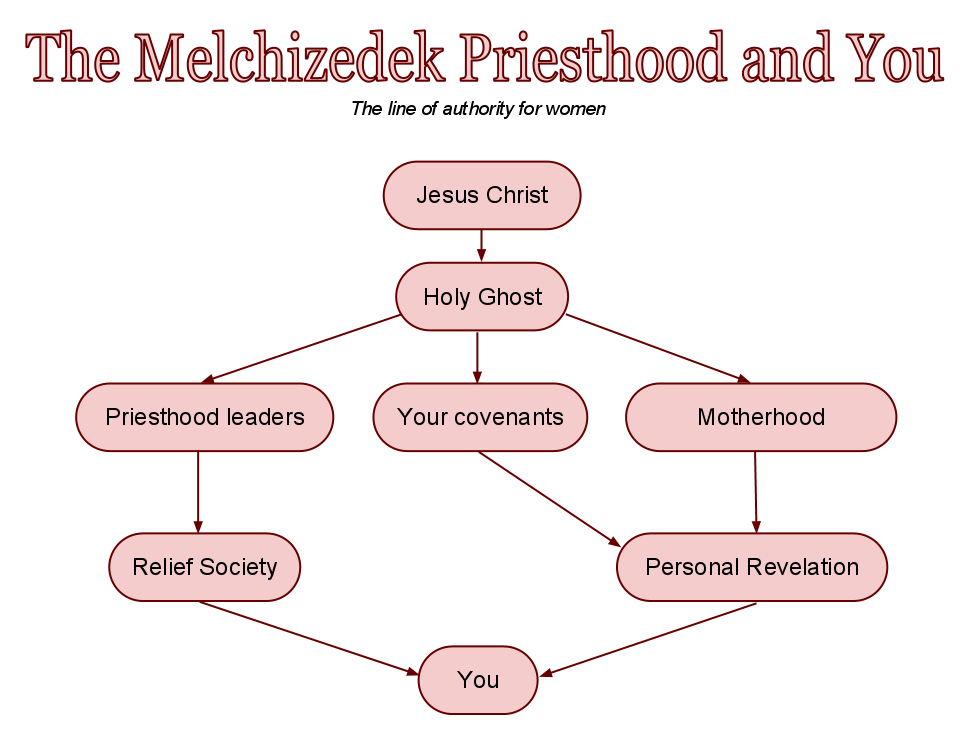 The Melchizedek Priesthood and You
The line of authority for women
Jesus Christ
Holy Ghost
Priesthood leaders
Your covenants
Motherhood
Relief Society
Personal Revelation
You